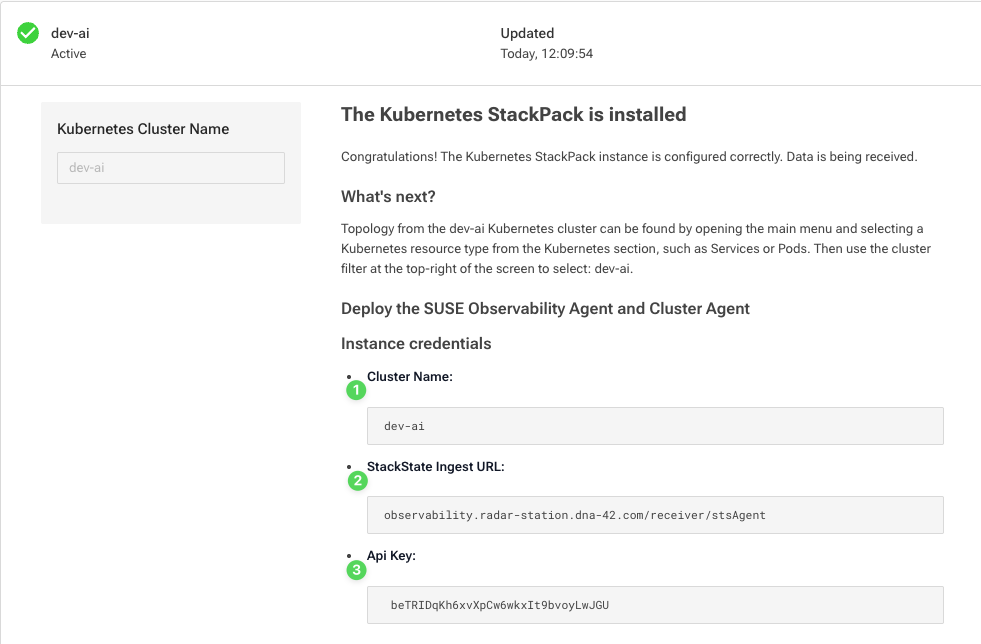 dev-ai
Active
Updated
Today, 12:09:54
Kubernetes Cluster Name
dev-ai
The Kubernetes StackPack is installed
Congratulations! The Kubernetes StackPack instance is configured correctly. Data is being received.
What's next?
Topology from the dev-ai Kubernetes cluster can be found by opening the main menu and selecting a
Kubernetes resource type from the Kubernetes section, such as Services or Pods. Then use the cluster
filter at the top-right of the screen to select: dev-ai.
Deploy the SUSE Observability Agent and Cluster Agent
Instance credentials
• Cluster Name:
1
dev-ai
• StackState Ingest URL:
2
observability.radar-station.dna-42.com/receiver/stsAgent
• Api Key:
3
beTRIDqKh6xvXpCw6wkxIt9bvoyLwJGU